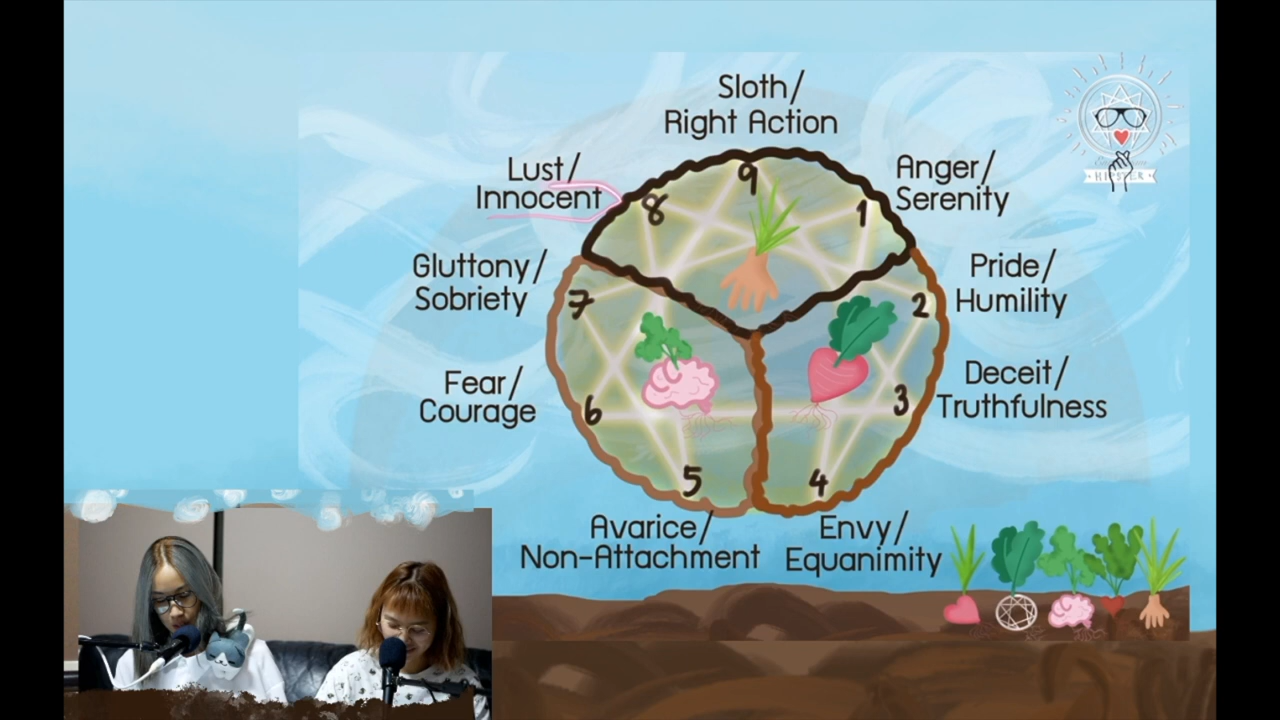 Sloth/
Right Action
Lust/
Innocent
Anger/
Serenity
Gluttony/
Sobriety
Pride/
Humility
Fear/
Courage
Deceit/
Truthfulness
Avarice/
Non-Attachment
Envy/
Equanimity
9
8
1
7
2
6
3
5
4
HIPSTER